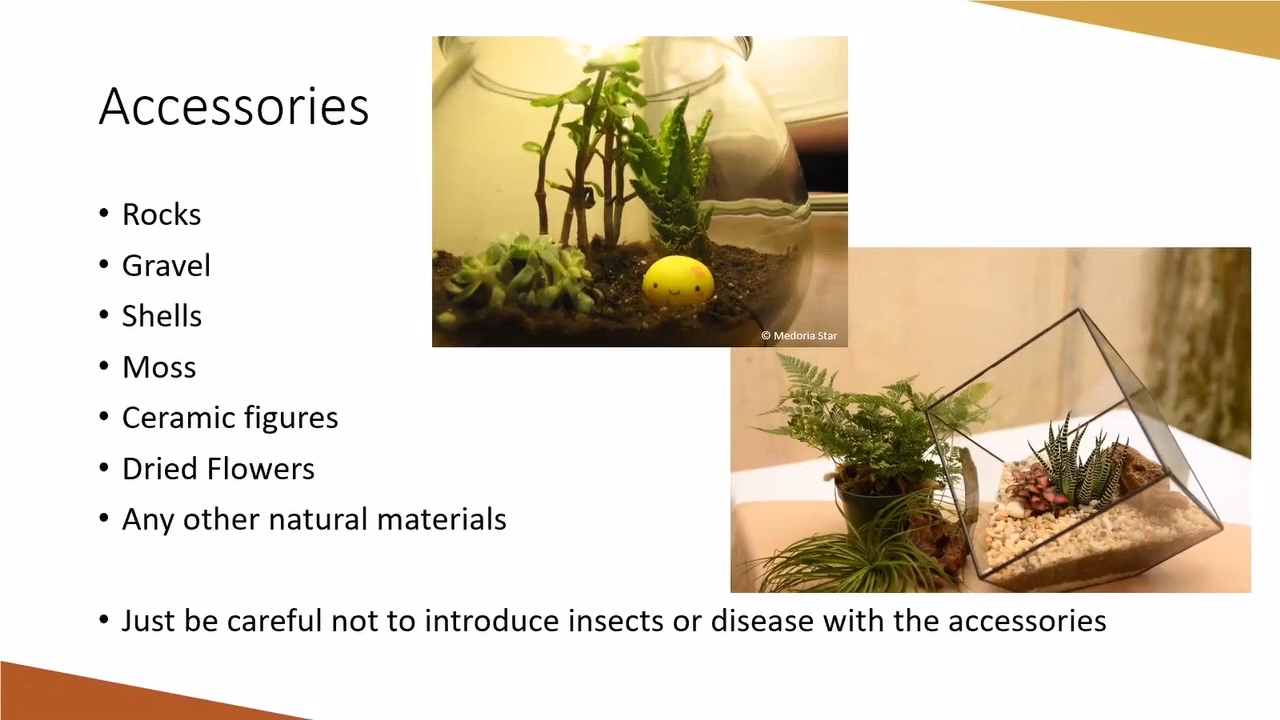 Accessories
• Rocks
• Gravel
• Shells
• Moss
• Ceramic figures
• Dried Flowers
• Any other natural materials
• Just be careful not to introduce insects or disease with the accessories
© Medoria Star